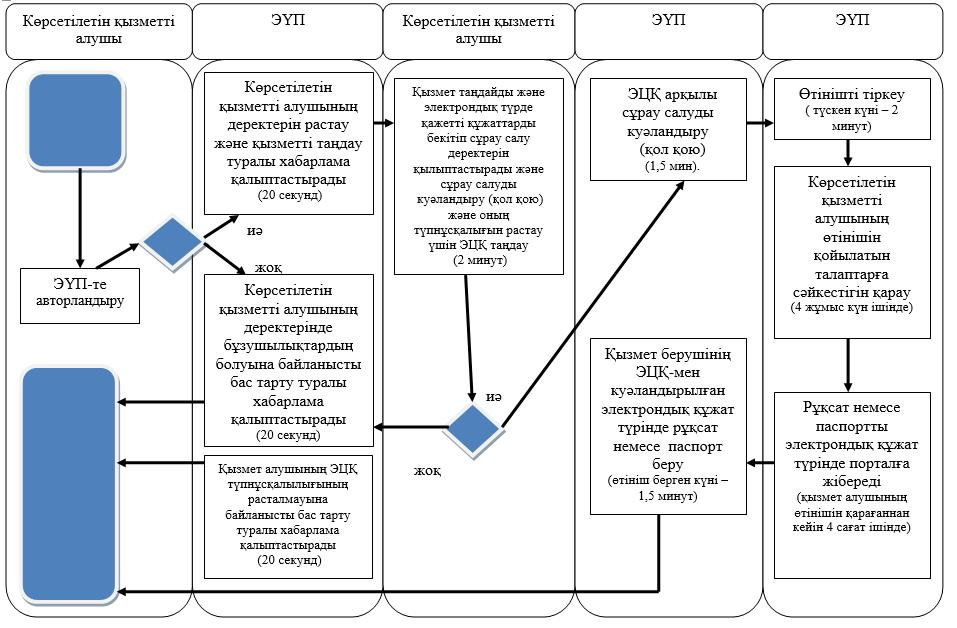 Көрсетілетін қызметті
алушы
ЭҮП
Көрсетілетін қызметті
алушы
ЭҮП
ЭҮП
ЭҮП-те
авторландыру
Көрсетілетін
қызметті алушының
деректерін растау
және қызметті таңдау
туралы хабарлама
қалыптастырады
(20 секунд)
иә
жоқ
Көрсетілетін
қызметті алушының
деректерінде
бұзушылықтардың
болуына байланысты
бас тарту туралы
хабарлама
қалыптастырады
(20 секунд)
Қызмет алушының ЭЦҚ
түпнұсқалылығының
расталмауына
байланысты бас тарту
туралы хабарлама
қалыптастырады
(20 секунд)
Қызмет таңдайды және
электрондық түрде
қажетті құжаттарды
бекітіп сұрау салу
деректерін
қылыптастырады және
сұрау салуды
куәландыру (қол қою)
және оның
түпнұсқалығын растау
үшін ЭЦҚ таңдау
(2 минут)
иә
жоқ
ЭЦҚ арқылы
сұрау салуды
куәландыру
(қол қою)
(1,5 мин).
Қызмет берушінің
ЭЦҚ-мен
куәландырылған
электрондық құжат
түрінде рұқсат
немесе паспорт
беру
(өтініш берген күні –
1,5 минут)
Өтінішті тіркеу
( түскен күні – 2
минут)
Көрсетілетін
қызметті
алушының
өтінішін
қойылатын
талаптарға
сәйкестігін қарау
(4 жұмыс күн ішінде)
Рұқсат немесе
паспортты
электрондық құжат
түрінде порталға
жібереді
(қызмет алушының
өтінішін қарағаннан
кейін 4 сағат ішінде)